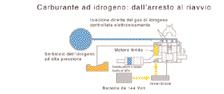 Carburante ad idrogeno: dall'arresto al riavvio
Iniezione diretta del gas di idrogeno
controllata elettronicamente
Serbatoio dell'idrogeno
ad alta pressione
Motore
Batteria da 144 Volt